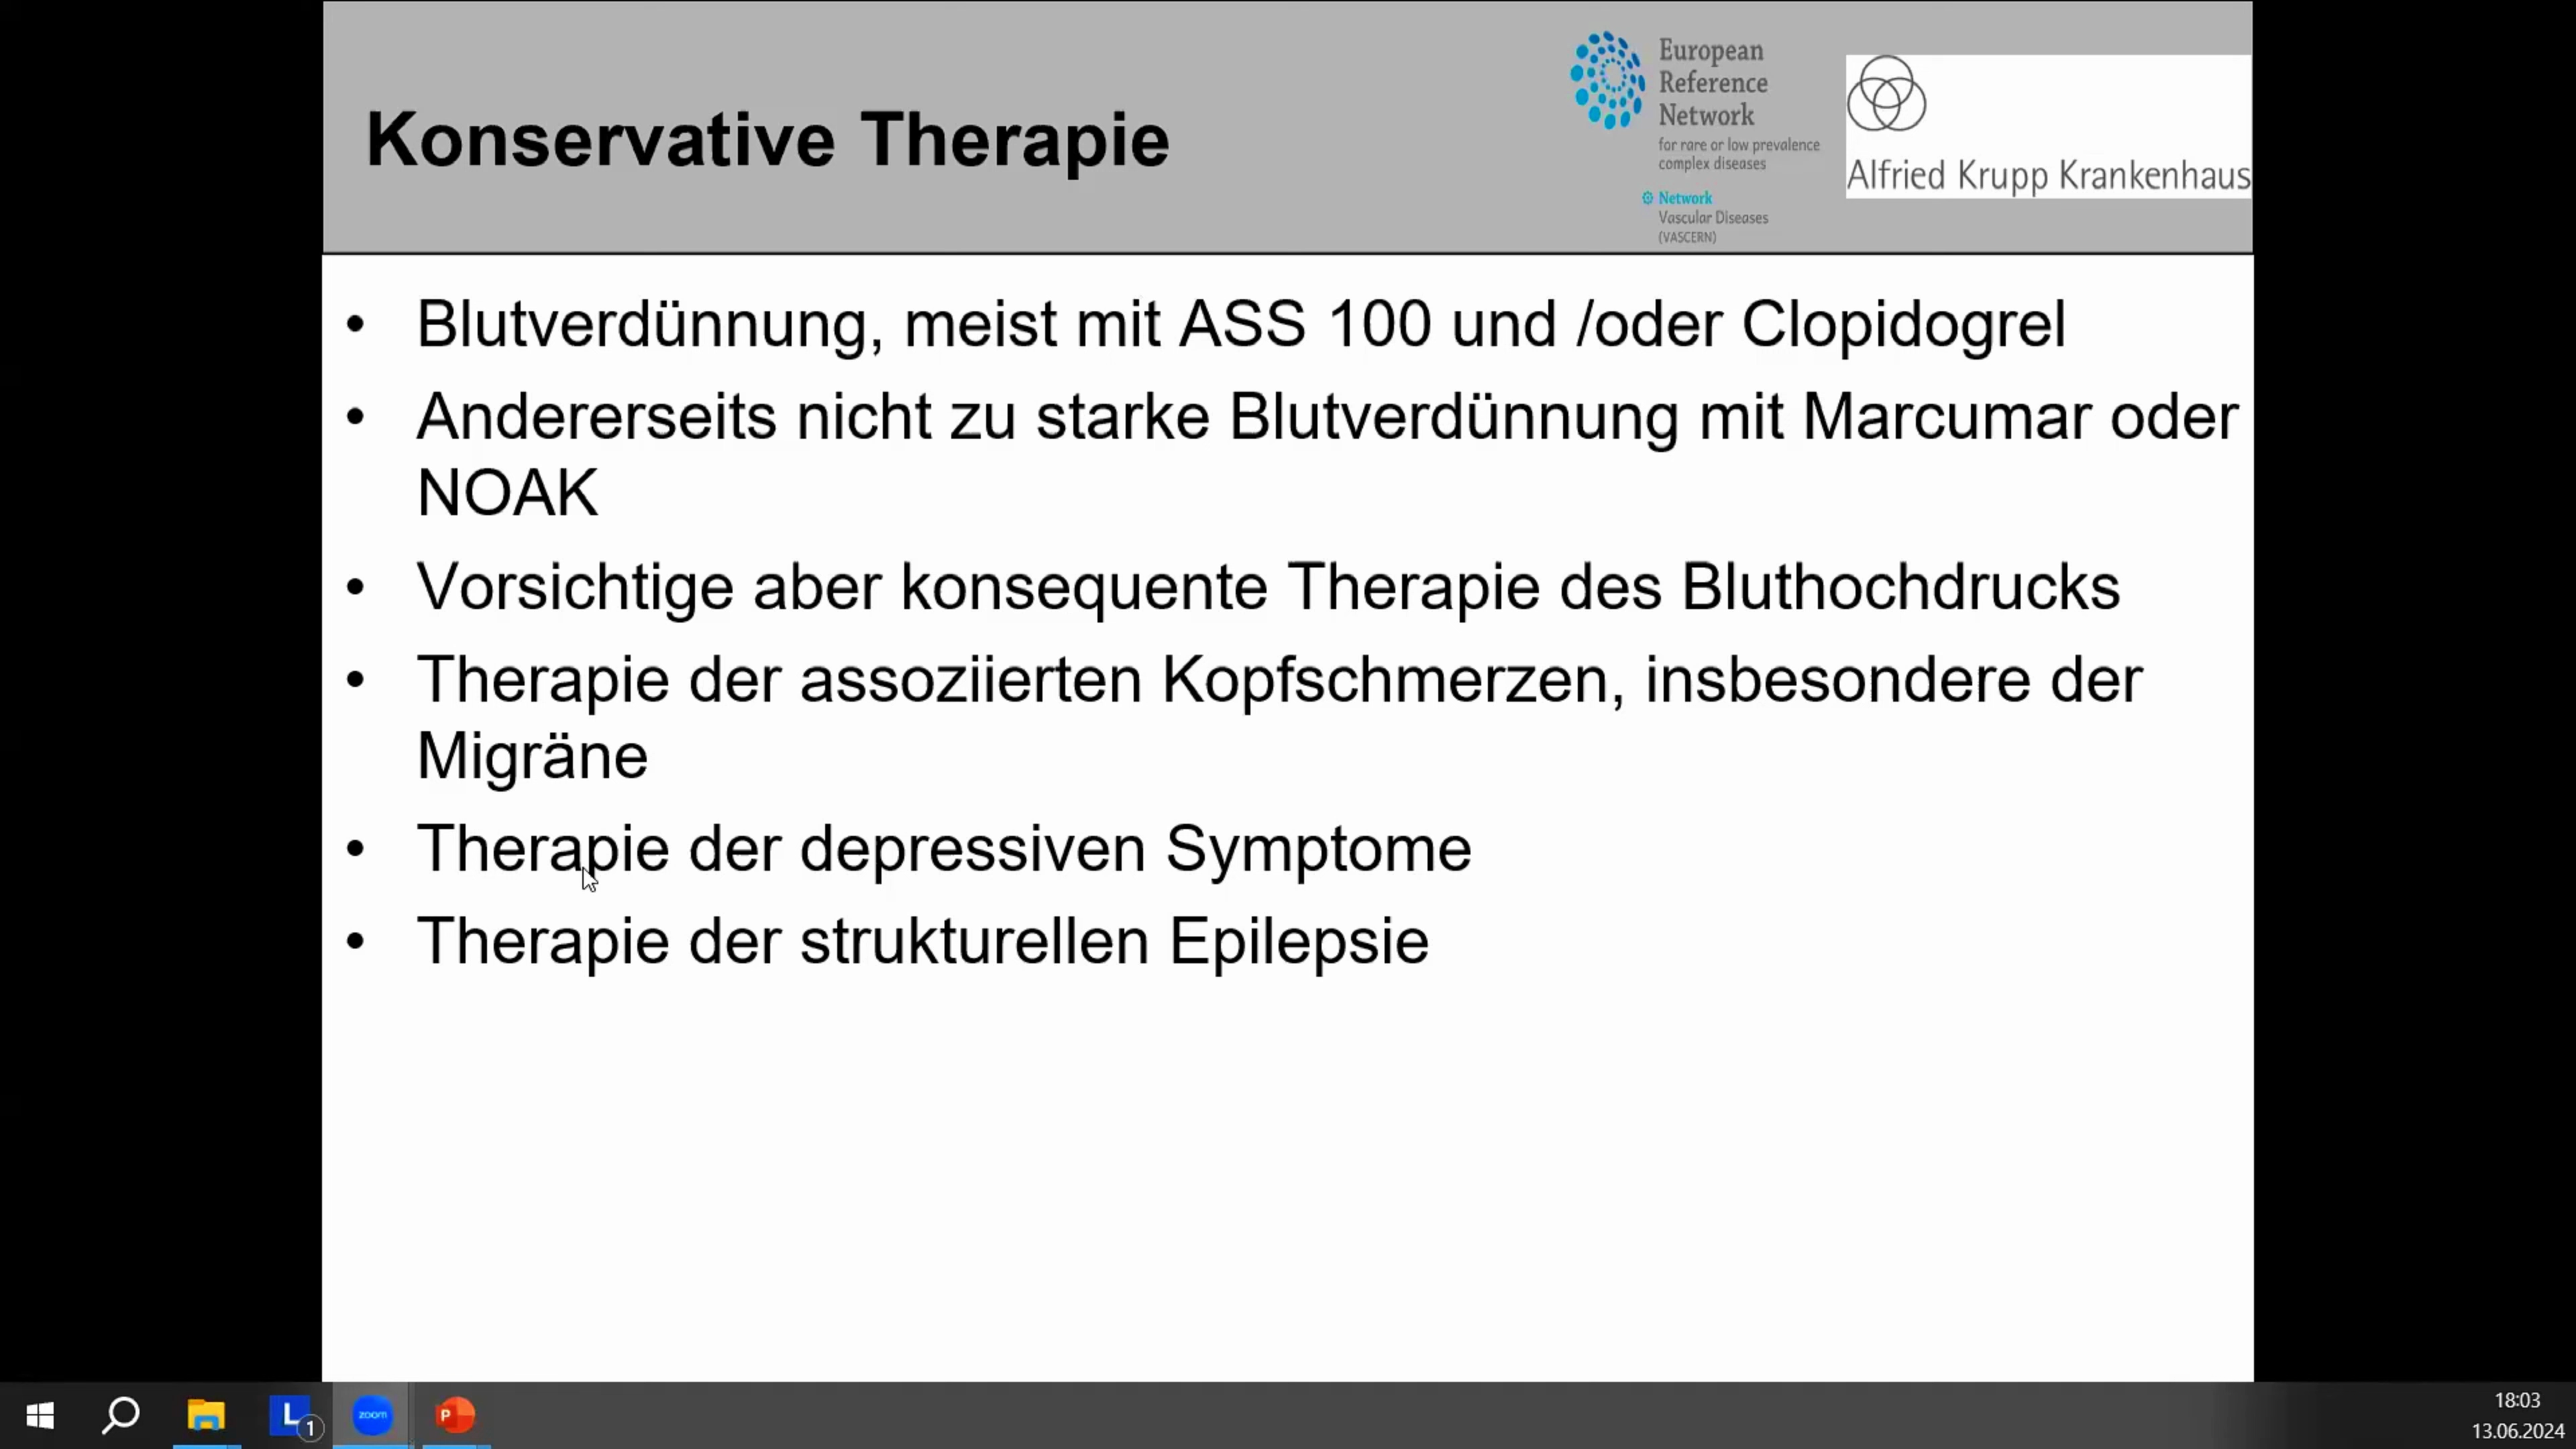 Konservative Therapie
European
Reference
Network
for rare or low prevalence
complex diseases
Network
Vascular Diseases
(VASCERN)
Alfried Krupp Krankenhaus
• Blutverdünnung, meist mit ASS 100 und /oder Clopidogrel
• Andererseits nicht zu starke Blutverdünnung mit Marcumar oder
NOAK
• Vorsichtige aber konsequente Therapie des Bluthochdrucks
• Therapie der assoziierten Kopfschmerzen, insbesondere der
Migräne
• Therapie der depressiven Symptome
• Therapie der strukturellen Epilepsie
L
1
zoom
P
18:03
13.06.2024